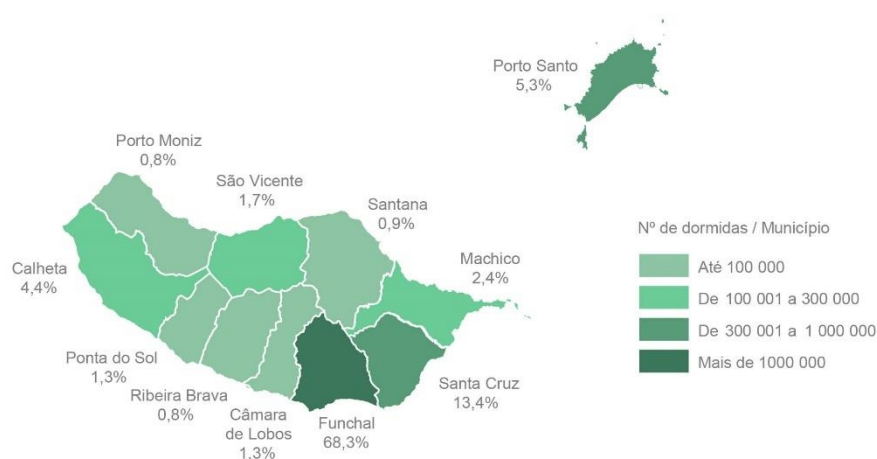 Porto Santo
5,3%
Porto Moniz
0,8%
São Vicente
1,7%
Santana
0,9%
Nº de dormidas / Município
Machico
2,4%
Calheta
4,4%
Até 100 000
De 100 001 a 300 000
De 300 001 a 1 000 000
Mais de 1000 000
Ponta do Sol
1,3%
Ribeira Brava
0,8%
Câmara
de Lobos
1,3%
Funchal
68,3%
Santa Cruz
13,4%